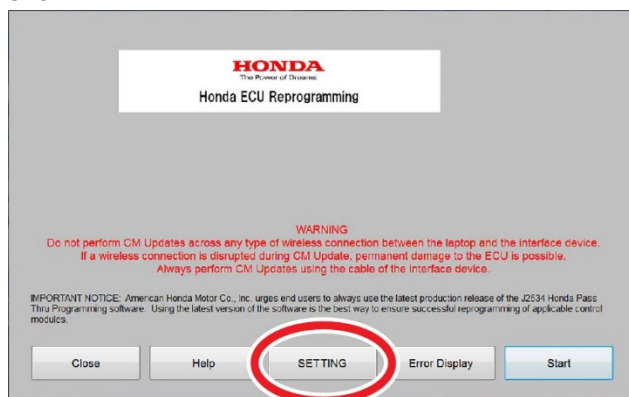 HONDA
The Power of Dreams
Honda ECU Reprogramming
WARNING
Do not perform CM Updates across any type of wireless connection between the laptop and the interface device.
If a wireless connection is disrupted during CM Update, permanent damage to the ECU is possible.
Always perform CM Updates using the cable of the interface device.
IMPORTANT NOTICE: American Honda Motor Co., Inc. urges end users to always use the latest production release of the J2534 Honda Pass
Thru Programming software. Using the latest version of the software is the best way to ensure successful reprogramming of applicable control
modules.
Close Help SETTING Error Display Start